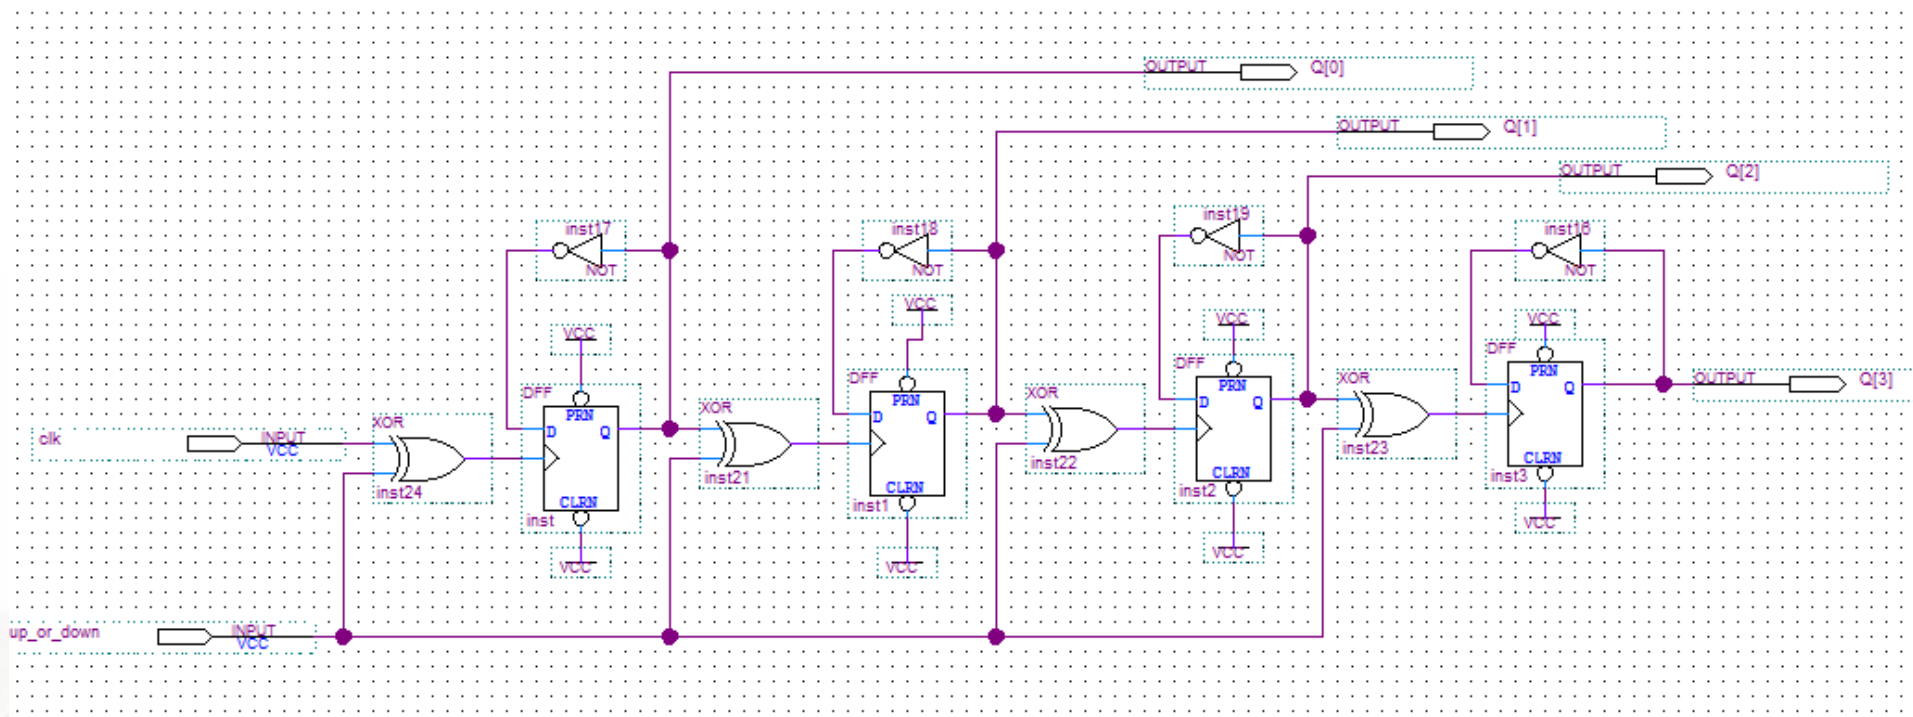 OUTPUT Q[0]
OUTPUT Q[1]
OUTPUT Q[2]
inst17
NOT
inst18
NOT
inst19
NOT
inst16
NOT
VCC
VCC
VCC
VCC
clk
INPUT
VCC
XOR
inst24
DFF
PRN
D
Q
CLRN
inst
VCC
XOR
inst21
DFF
PRN
D
Q
CLRN
inst1
VCC
XOR
inst22
DFF
PRN
D
Q
CLRN
inst2
VCC
XOR
inst23
DFF
PRN
D
Q
CLRN
inst3
VCC
OUTPUT Q[3]
up_or_down
INPUT
VCC